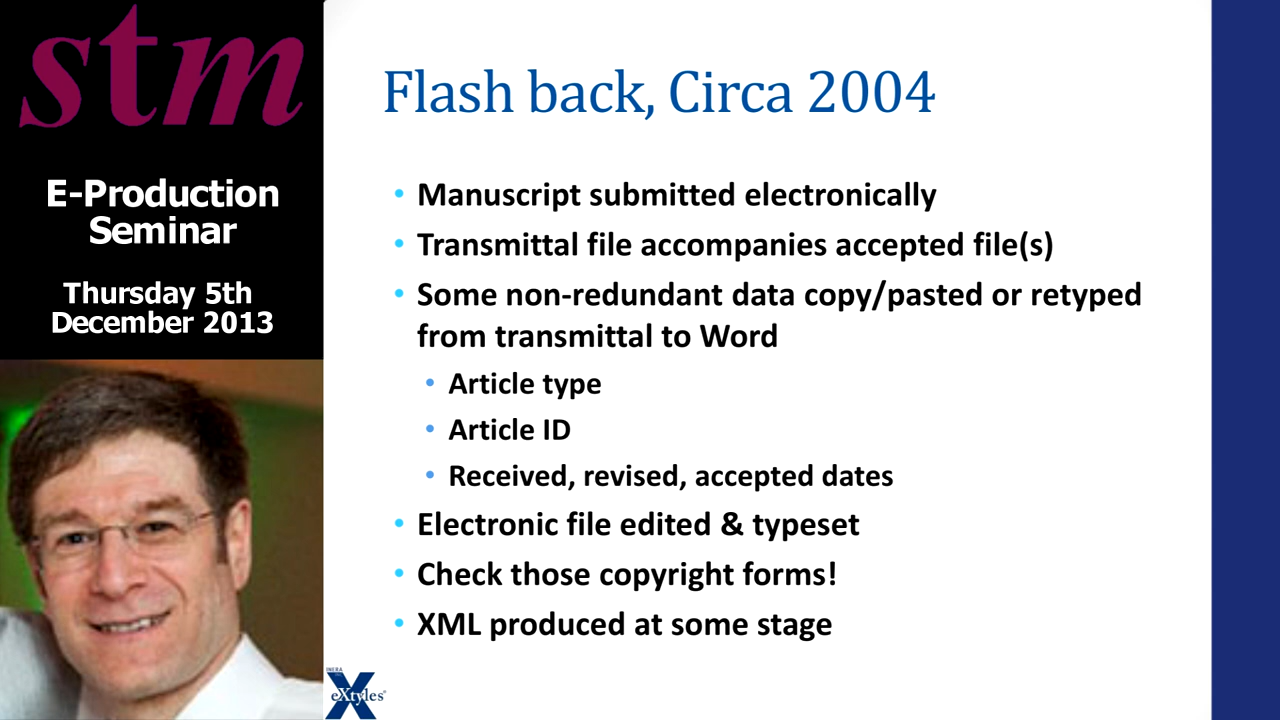 stm
E-Production
Seminar
Thursday 5th
December 2013
Flash back, Circa 2004
• Manuscript submitted electronically
• Transmittal file accompanies accepted file(s)
• Some non-redundant data copy/pasted or retyped
from transmittal to Word
• Article type
• Article ID
• Received, revised, accepted dates
• Electronic file edited & typeset
• Check those copyright forms!
• XML produced at some stage
INERA
eXtyles®